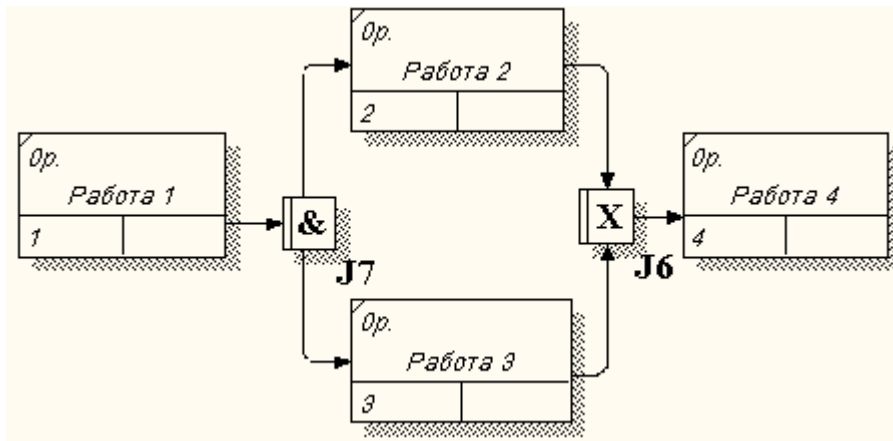 0р.
Работа 2
2
0р.
Работа 1
1
&
J7
X
J6
0р.
Работа 4
4
0р.
Работа 3
3